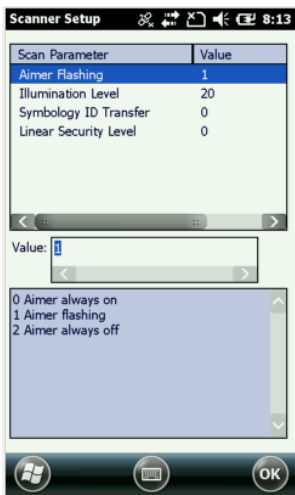 Scanner Setup 8:13
Scan Parameter Value
Aimer Flashing 1
Illumination Level 20
Symbology ID Transfer 0
Linear Security Level 0
Value: 1
0 Aimer always on
1 Aimer flashing
2 Aimer always off
OK